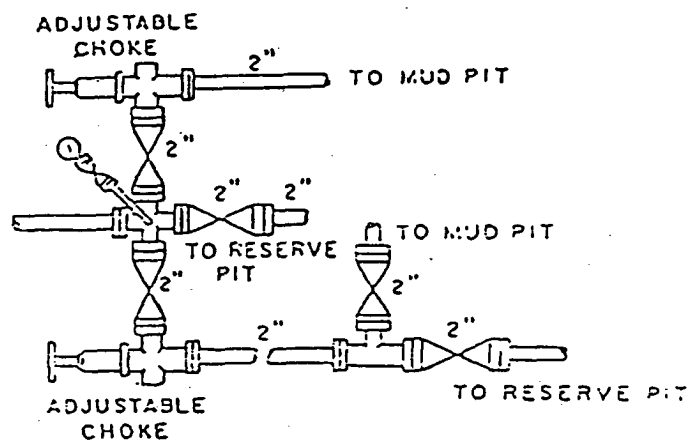 ADJUSTABLE
CHOKE
2"
TO MUD PIT
2"
2"
2"
TO RESERVE
PIT
TO MUD PIT
2"
2"
2"
2"
TO RESERVE PIT
ADJUSTABLE
CHOKE